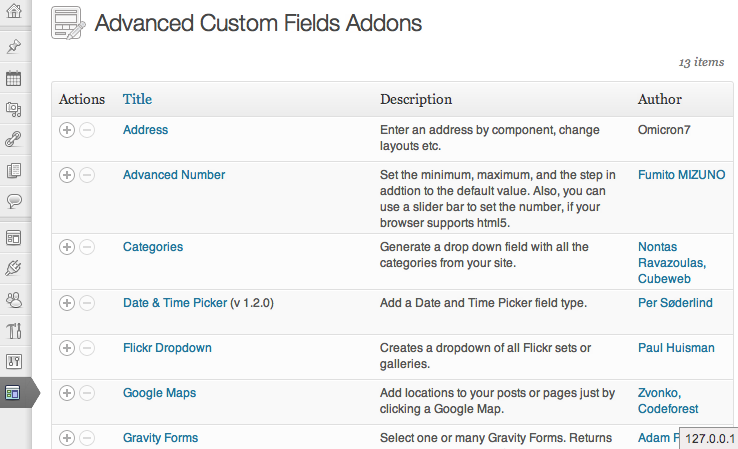 Advanced Custom Fields Addons
13 items
Actions Title Description Author
Address Enter an address by component, change Omicron7
layouts etc.
Advanced Number Set the minimum, maximum, and the step in Fumito MIZUNO
addtion to the default value. Also, you can
use a slider bar to set the number, if your
browser supports html5.
Categories Generate a drop down field with all the Nontas
categories from your site. Ravazoulas,
Cubeweb
Date & Time Picker (v 1.2.0) Add a Date and Time Picker field type. Per Søderlind
Flickr Dropdown Creates a dropdown of all Flickr sets or Paul Huisman
galleries.
Google Maps Add locations to your posts or pages just by Zvonko,
clicking a Google Map. Codeforest
Gravity Forms Select one or many Gravity Forms. Returns Adam
127.0.0.1